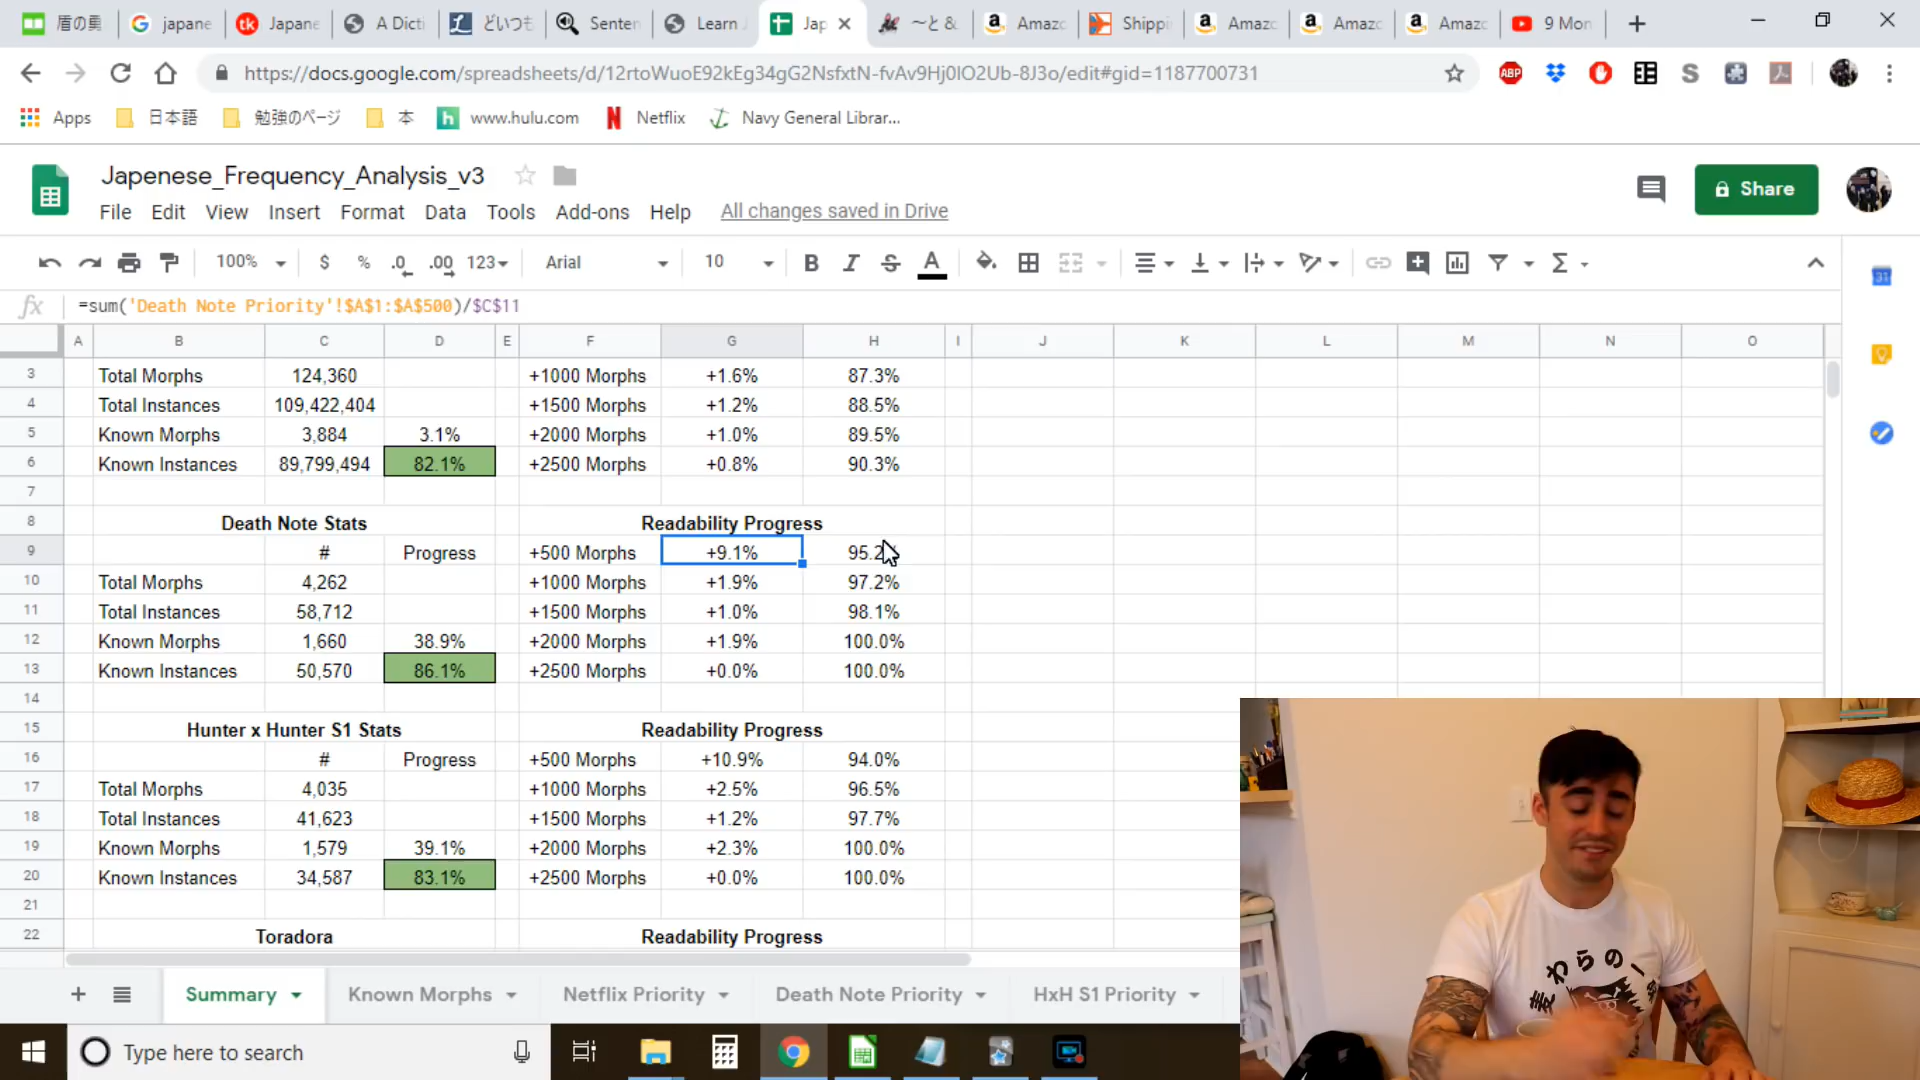 盾の勇
japane
Japane
A Dicti
どいつも
Senten
Learn J
Jap
～と &
Amazo
Shippi
Amazo
Amazo
Amazo
9 Mon
https://docs.google.com/spreadsheets/d/12rtoWuoE92kEg34gG2NsfxtN-fvAv9Hj0lO2Ub-8J3o/edit#gid=1187700731
ABP
Apps 日本語 勉強のページ 本 www.hulu.com Netflix Navy General Librar...
Japenese_Frequency_Analysis_v3
Share
File Edit View Insert Format Data Tools Add-ons Help All changes saved in Drive
100% $ % .0 .00 123 Arial 10 B I S A
fx =sum('Death Note Priority'!$A$1:$A$500)/$C$11
A B C D E F G H I J K L M N O
3 Total Morphs 124,360 +1000 Morphs +1.6% 87.3%
4 Total Instances 109,422,404 +1500 Morphs +1.2% 88.5%
5 Known Morphs 3,884 3.1% +2000 Morphs +1.0% 89.5%
6 Known Instances 89,799,494 82.1% +2500 Morphs +0.8% 90.3%
7
8 Death Note Stats Readability Progress
9 # Progress +500 Morphs +9.1% 95.2%
10 Total Morphs 4,262 +1000 Morphs +1.9% 97.2%
11 Total Instances 58,712 +1500 Morphs +1.0% 98.1%
12 Known Morphs 1,660 38.9% +2000 Morphs +1.9% 100.0%
13 Known Instances 50,570 86.1% +2500 Morphs +0.0% 100.0%
14
15 Hunter x Hunter S1 Stats Readability Progress
16 # Progress +500 Morphs +10.9% 94.0%
17 Total Morphs 4,035 +1000 Morphs +2.5% 96.5%
18 Total Instances 41,623 +1500 Morphs +1.2% 97.7%
19 Known Morphs 1,579 39.1% +2000 Morphs +2.3% 100.0%
20 Known Instances 34,587 83.1% +2500 Morphs +0.0% 100.0%
21
22 Toradora Readability Progress
Summary Known Morphs Netflix Priority Death Note Priority HxH S1 Priority
Type here to search
麦わらの一